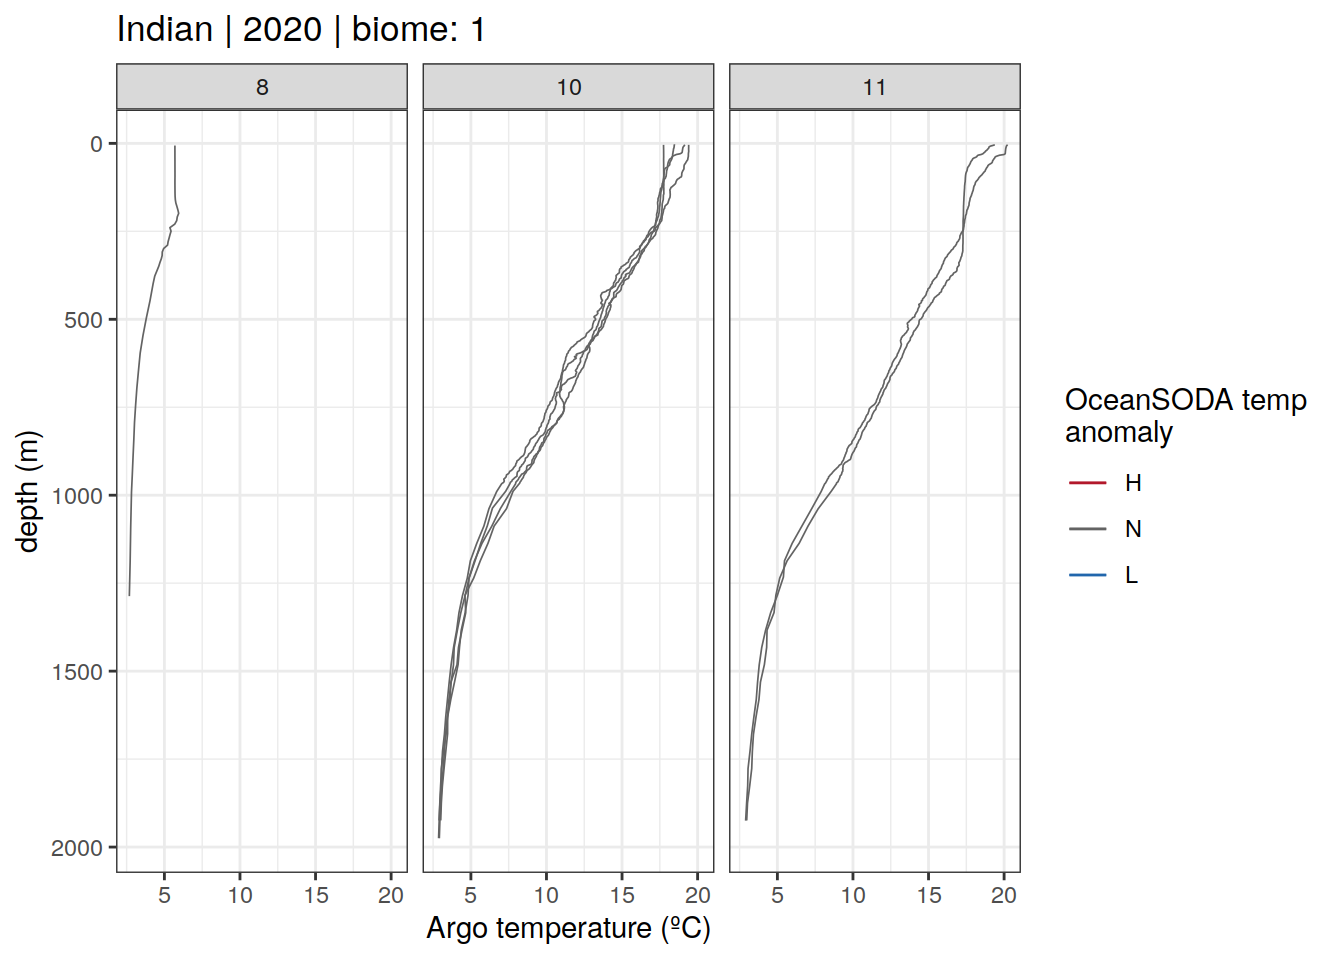 Indian | 2020 | biome: 1
8
10
11
0
500
1000
1500
2000
depth (m)
5 10 15 20
5 10 15 20
5 10 15 20
Argo temperature (ºC)
OceanSODA temp
anomaly
H
N
L